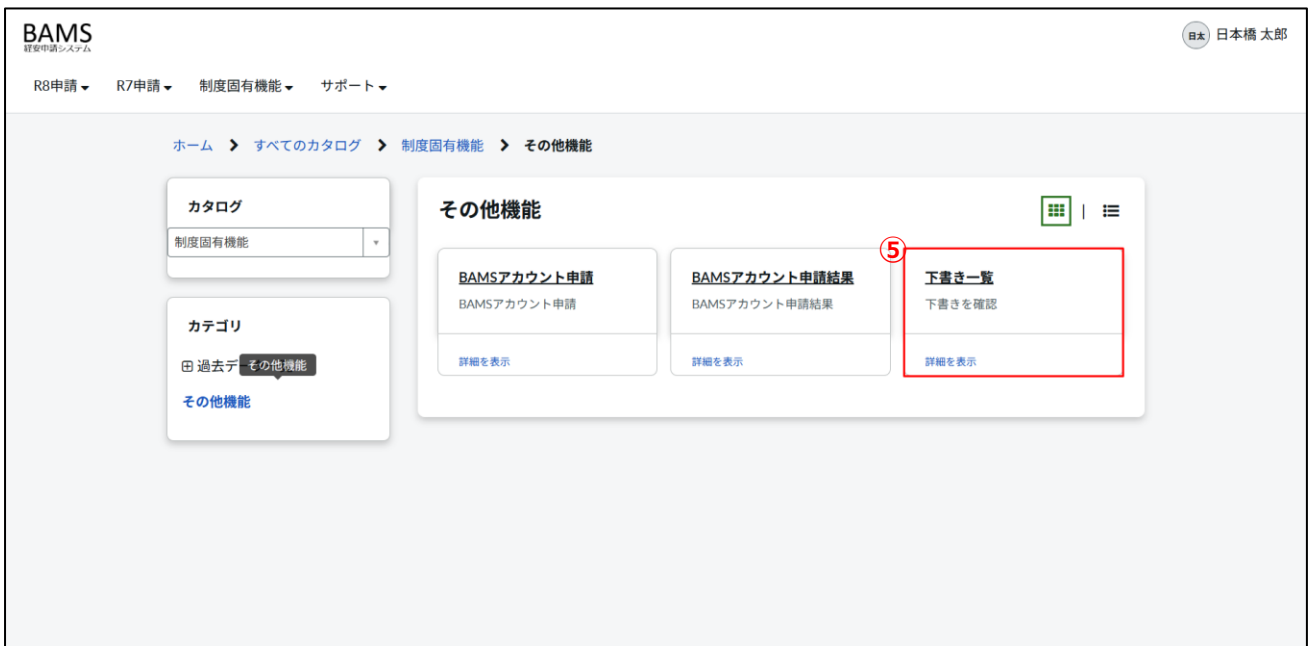 BAMS
経安申請システム
日太 日本橋 太郎
R8申請 R7申請 制度固有機能 サポート
ホーム すべてのカタログ 制度固有機能 その他機能
カタログ
制度固有機能
カテゴリ
過去デ
その他機能
その他機能
その他機能
⑤
BAMSアカウント申請
BAMSアカウント申請
詳細を表示
BAMSアカウント申請結果
BAMSアカウント申請結果
詳細を表示
下書き一覧
下書きを確認
詳細を表示